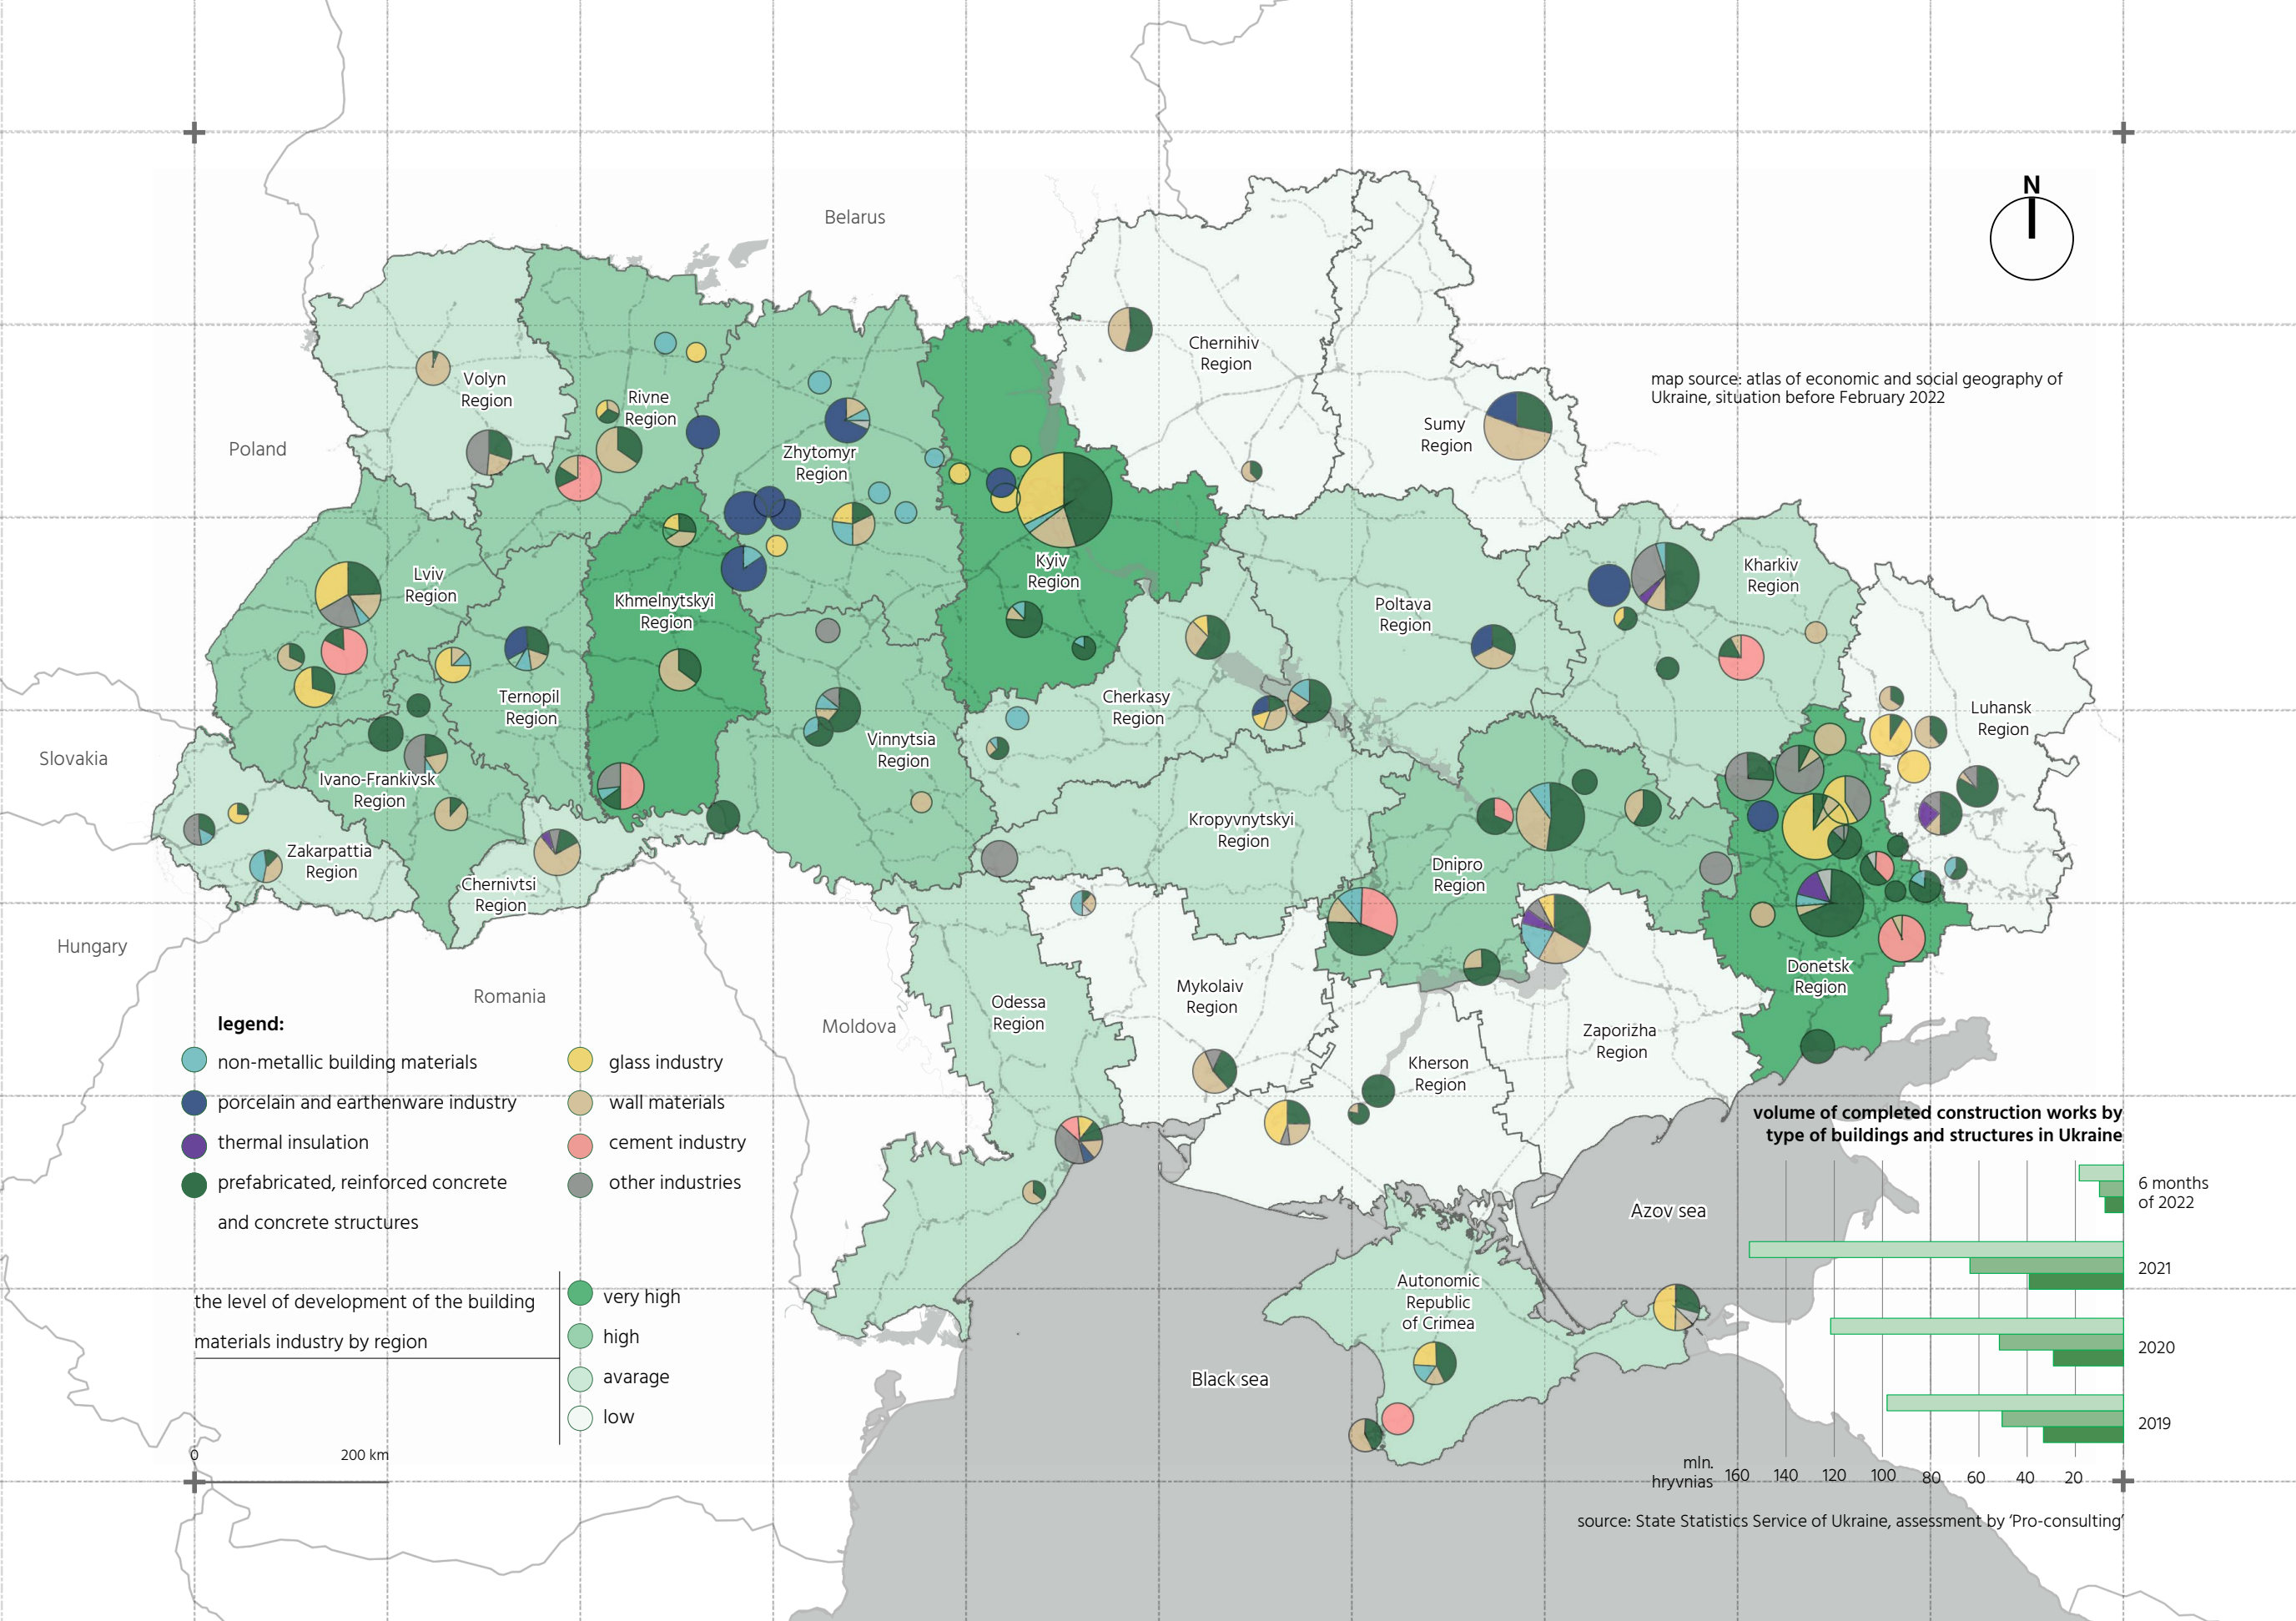 N
Belarus
Chernihiv
Region
map source: atlas of economic and social geography of
Ukraine, situation before February 2022
Volyn
Region
Rivne
Region
Sumy
Region
Poland
Zhytomyr
Region
Kyiv
Region
Kharkiv
Region
Lviv
Region
Khmelnytskyi
Region
Poltava
Region
Ternopil
Region
Cherkasy
Region
Luhansk
Region
Vinnytsia
Region
Slovakia
Ivano-Frankivsk
Region
Kropyvnytskyi
Region
Zakarpattia
Region
Dnipro
Region
Chernivtsi
Region
Hungary
Donetsk
Region
Romania
Mykolaiv
Region
Odessa
Region
Moldova
Zaporizha
Region
Kherson
Region
legend:
non-metallic building materials
porcelain and earthenware industry
thermal insulation
prefabricated, reinforced concrete
and concrete structures
glass industry
wall materials
cement industry
other industries
the level of development of the building
materials industry by region
very high
high
avarage
low
0
200 km
Azov sea
Autonomic
Republic
of Crimea
Black sea
volume of completed construction works by
type of buildings and structures in Ukraine
6 months
of 2022
2021
2020
2019
mln.
hryvnias
160 140 120 100 80 60 40 20
source: State Statistics Service of Ukraine, assessment by ‘Pro-consulting’